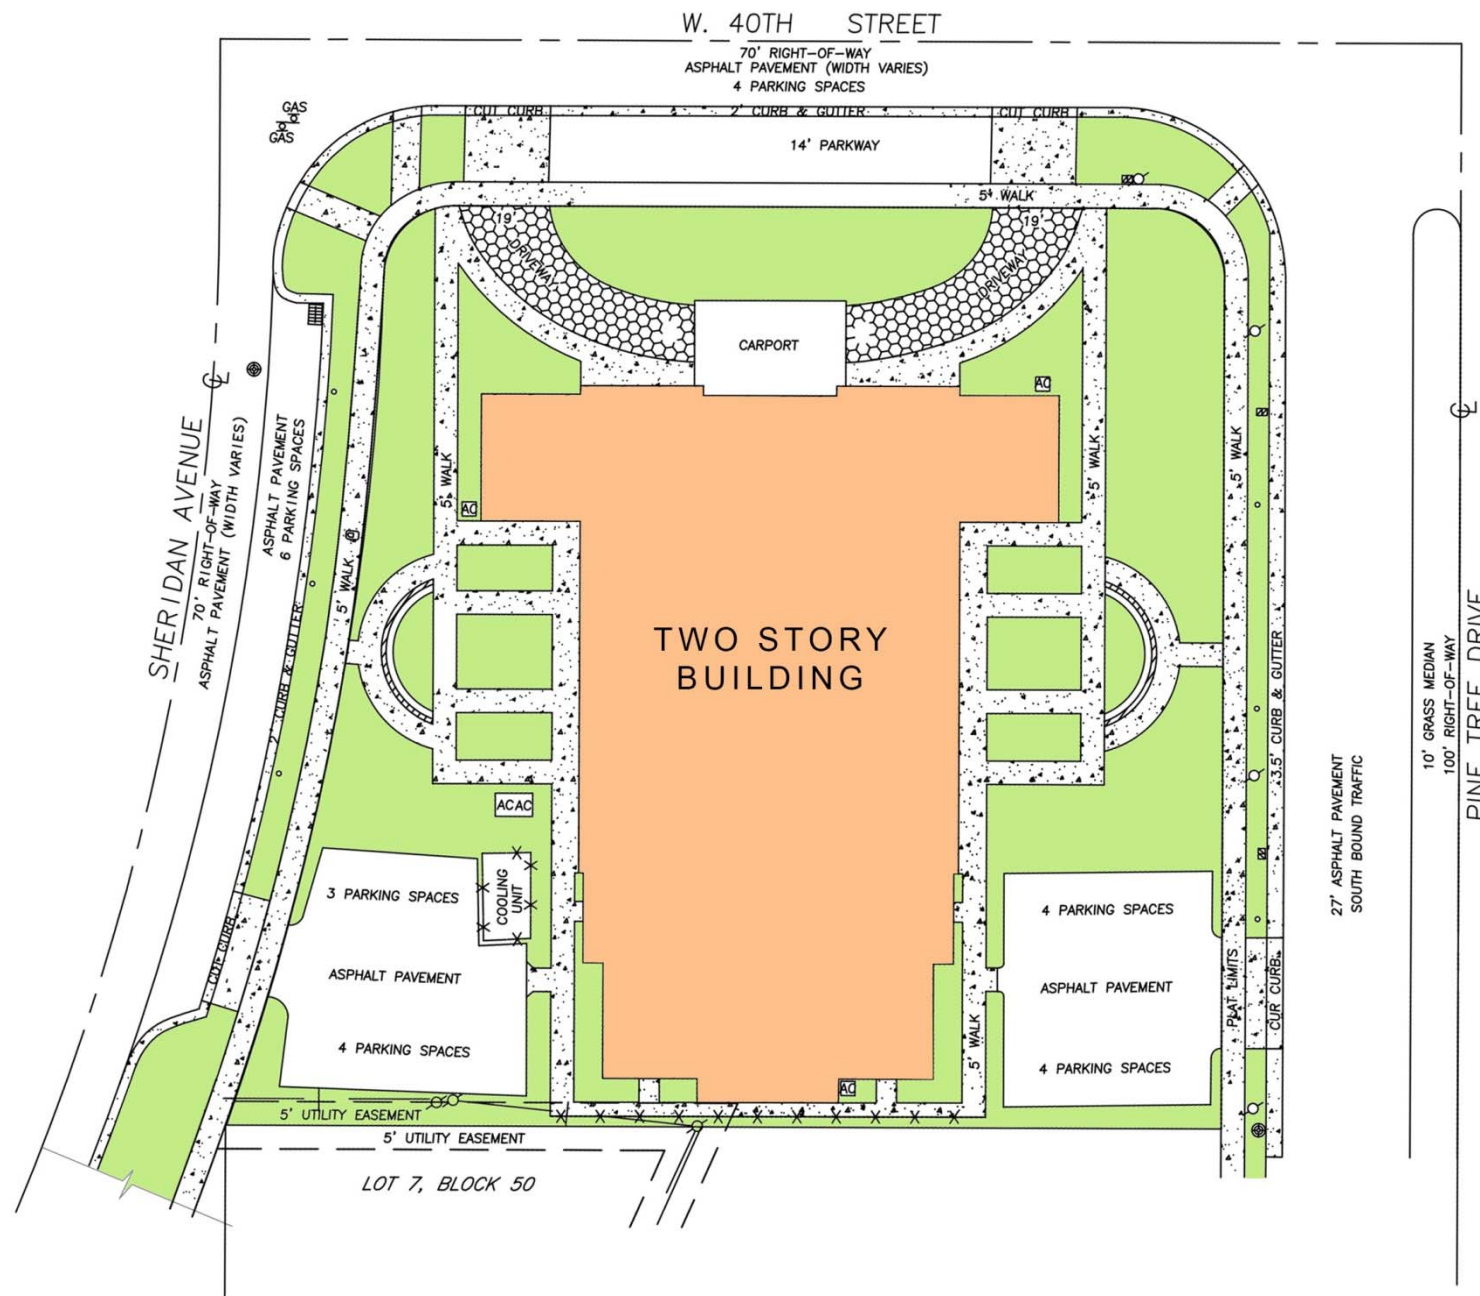 W. 40TH STREET
70' RIGHT-OF-WAY
ASPHALT PAVEMENT (WIDTH VARIES)
4 PARKING SPACES
GAS
GAS
CUT CURB
2' CURB & GUTTER
CUT CURB
14' PARKWAY
5' WALK
19'
DRIVEWAY
19'
DRIVEWAY
CARPORT
AC
SHERIDAN AVENUE
70' RIGHT-OF-WAY
ASPHALT PAVEMENT (WIDTH VARIES)
ASPHALT PAVEMENT
6 PARKING SPACES
2' CURB & GUTTER
5' WALK
5' WALK
AC
5' WALK
5' WALK
TWO STORY
BUILDING
3.5' CURB & GUTTER
10' GRASS MEDIAN
100' RIGHT-OF-WAY
PINE TREE DRIVE
27' ASPHALT PAVEMENT
SOUTH BOUND TRAFFIC
ACAC
COOLING
UNIT
3 PARKING SPACES
ASPHALT PAVEMENT
4 PARKING SPACES
CUT CURB
4 PARKING SPACES
ASPHALT PAVEMENT
4 PARKING SPACES
PLAT LIMITS
CUR CURB
5' WALK
AC
5' UTILITY EASEMENT
5' UTILITY EASEMENT
LOT 7, BLOCK 50